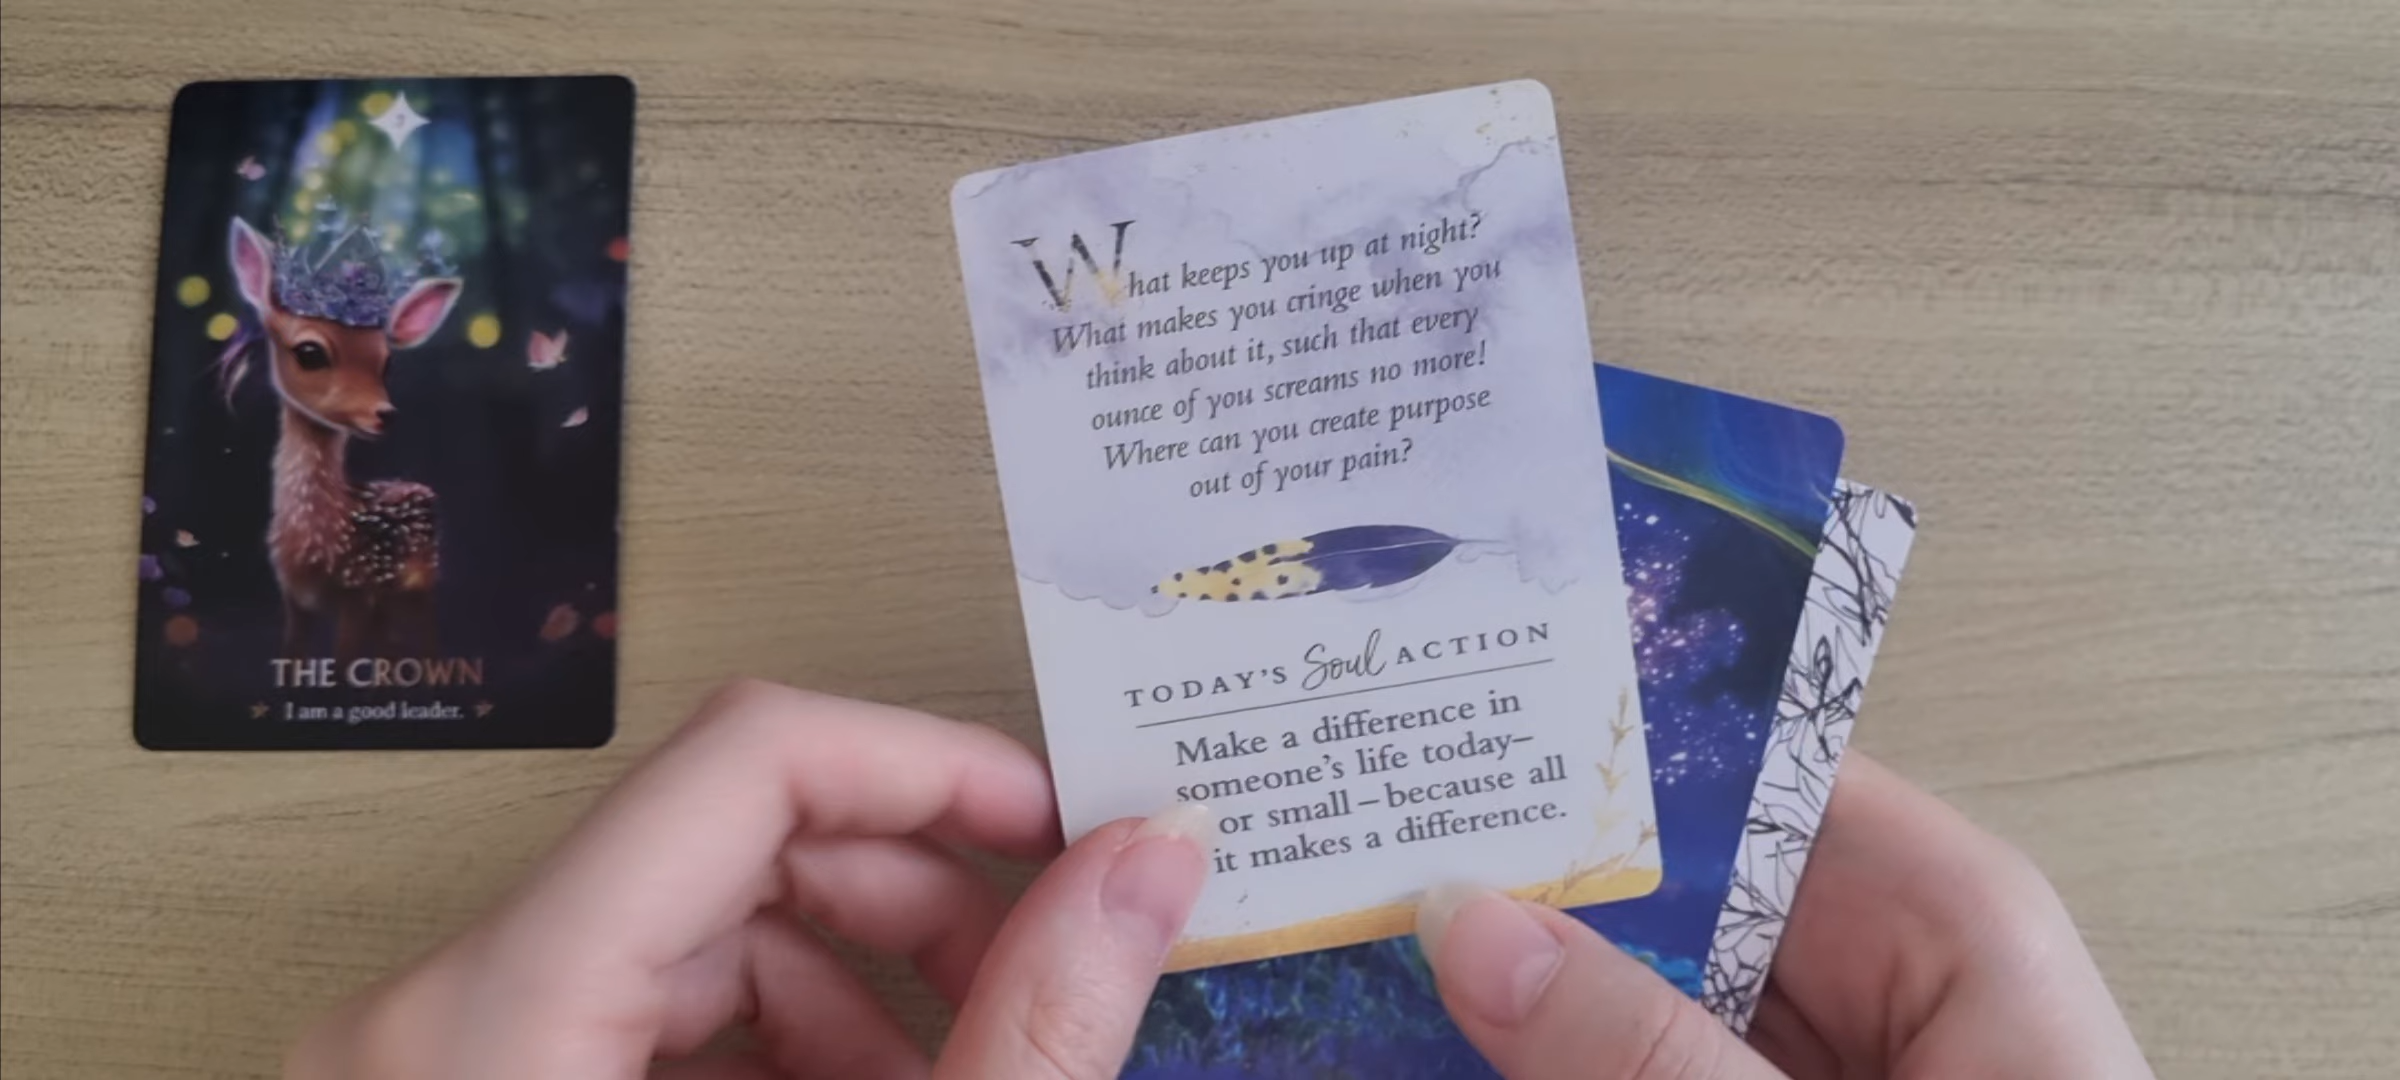 THE CROWN
I am a good leader.
What keeps you up at night?
What makes you cringe when you
think about it, such that every
ounce of you screams no more!
Where can you create purpose
out of your pain?
TODAY'S Soul ACTION
Make a difference in
someone's life today—
or small—because all
it makes a difference.